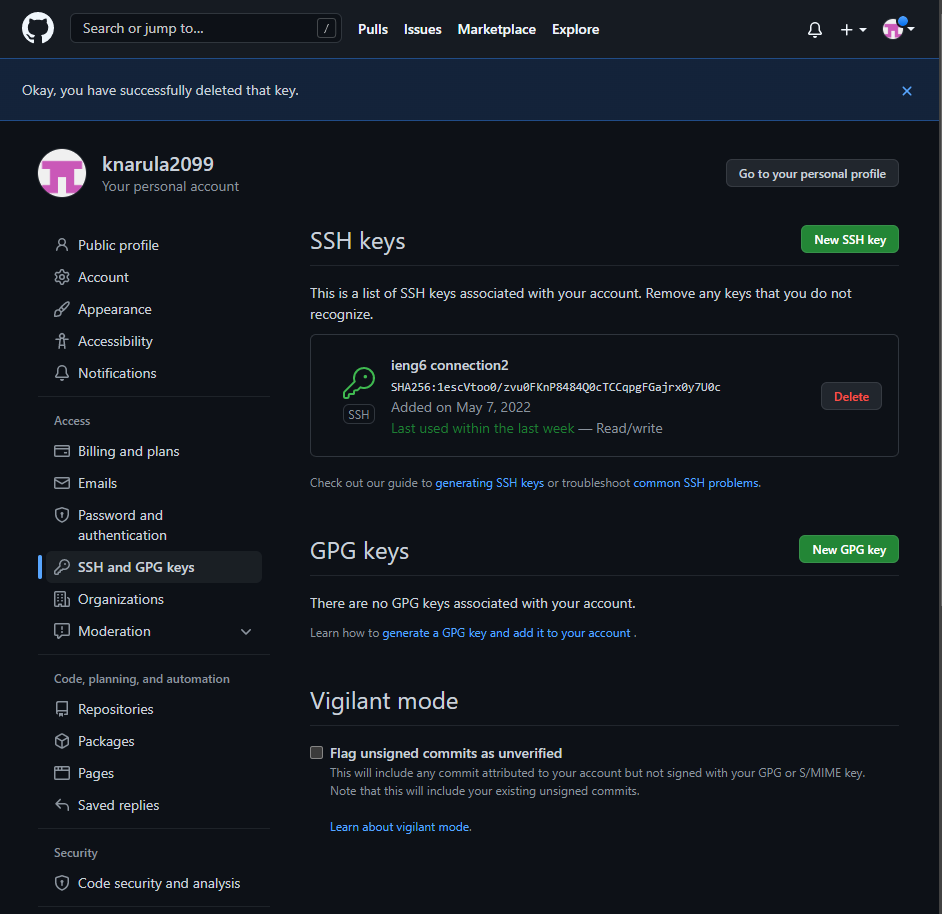 Search or jump to...
/
Pulls
Issues
Marketplace
Explore
Okay, you have successfully deleted that key.
knarula2099
Your personal account
Go to your personal profile
Public profile
Account
Appearance
Accessibility
Notifications
Access
Billing and plans
Emails
Password and
authentication
SSH and GPG keys
Organizations
Moderation
Code, planning, and automation
Repositories
Packages
Pages
Saved replies
Security
Code security and analysis
SSH keys
New SSH key
This is a list of SSH keys associated with your account. Remove any keys that you do not
recognize.
ieng6 connection2
SHA256:1escVtoo0/zvu0FKnP8484Q0cTCCqpgFGajrx0y7U0c
SSH
Added on May 7, 2022
Last used within the last week — Read/write
Delete
Check out our guide to generating SSH keys or troubleshoot common SSH problems.
GPG keys
New GPG key
There are no GPG keys associated with your account.
Learn how to generate a GPG key and add it to your account .
Vigilant mode
Flag unsigned commits as unverified
This will include any commit attributed to your account but not signed with your GPG or S/MIME key.
Note that this will include your existing unsigned commits.
Learn about vigilant mode.